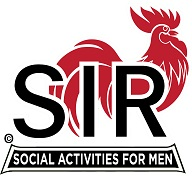 SIR
©
SOCIAL ACTIVITIES FOR MEN